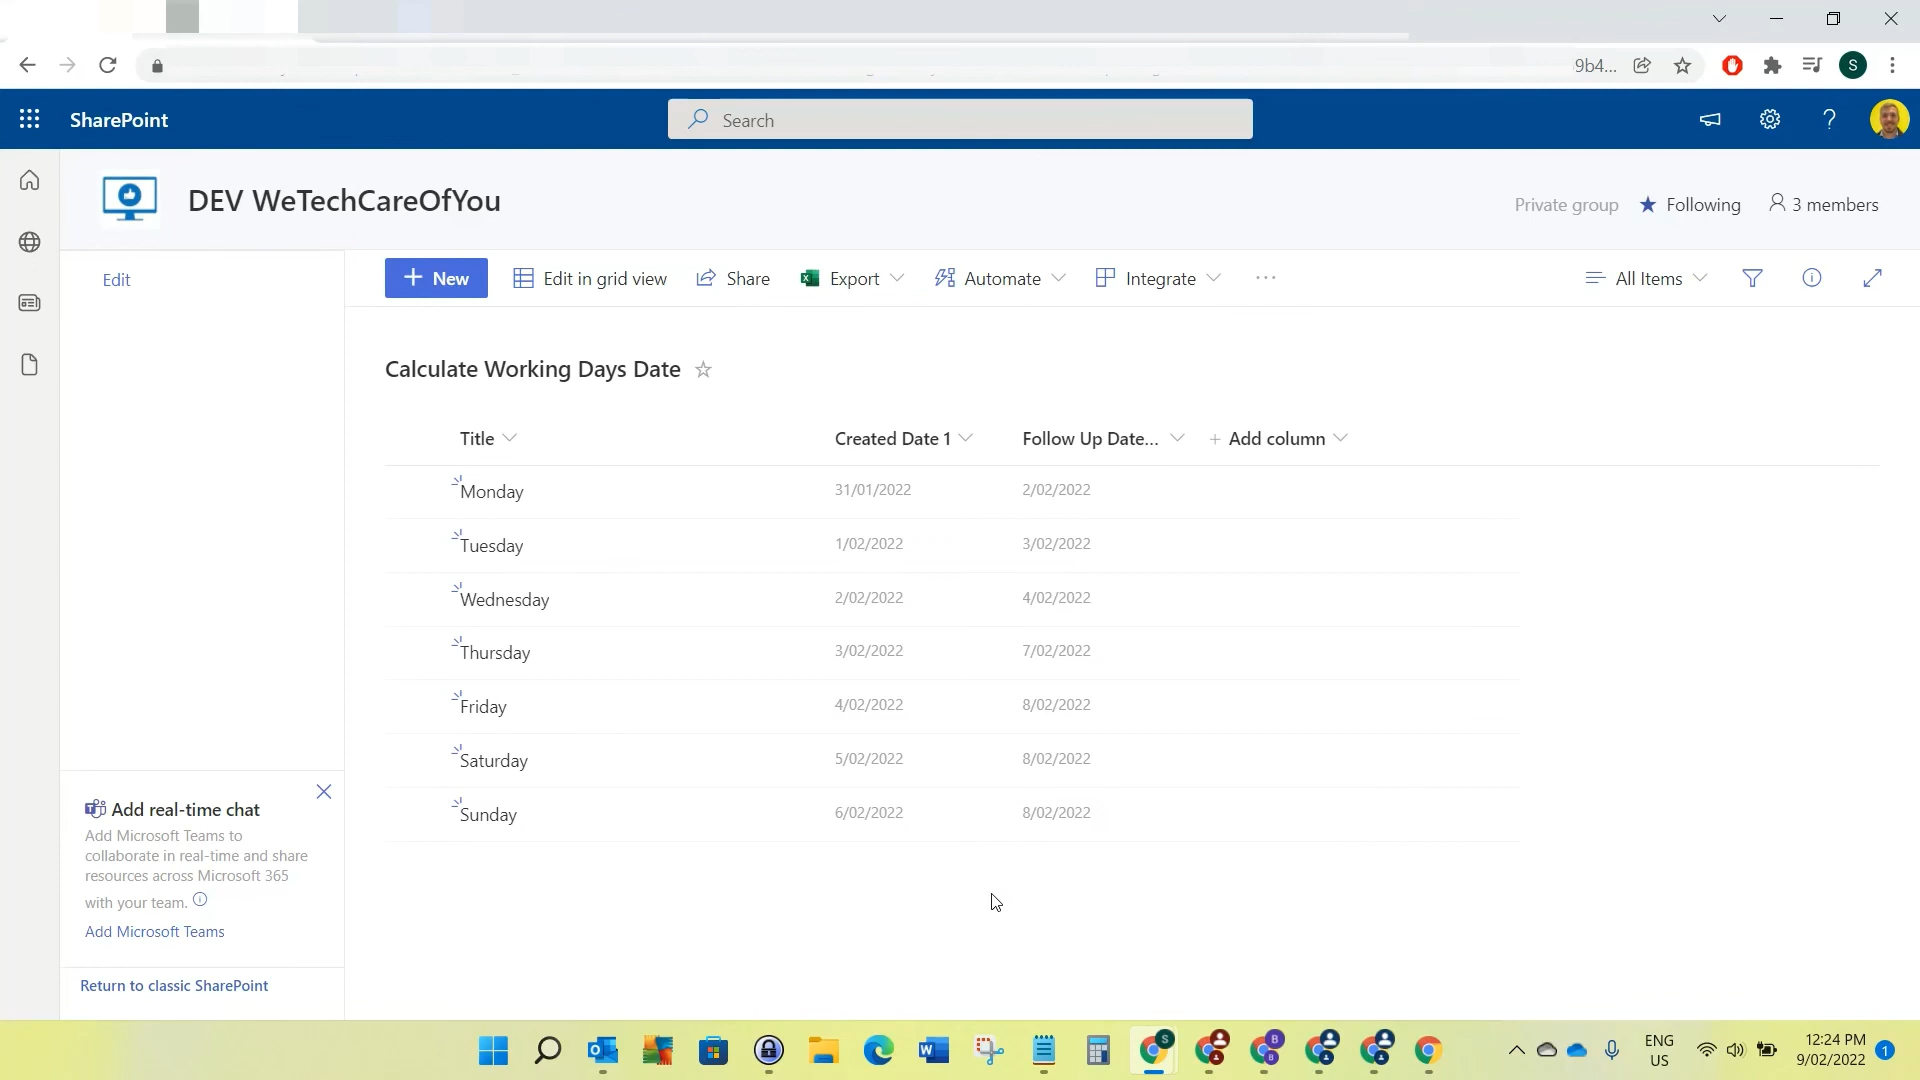 9b4...
S
SharePoint
Search
?
DEV WeTechCareOfYou
Private group
Following
3 members
Edit
+ New
Edit in grid view
Share
Export
Automate
Integrate
...
All Items
Calculate Working Days Date
Title
Created Date 1
Follow Up Date...
+ Add column
Monday
31/01/2022
2/02/2022
Tuesday
1/02/2022
3/02/2022
Wednesday
2/02/2022
4/02/2022
Thursday
3/02/2022
7/02/2022
Friday
4/02/2022
8/02/2022
Saturday
5/02/2022
8/02/2022
Sunday
6/02/2022
8/02/2022
Add real-time chat
Add Microsoft Teams to
collaborate in real-time and share
resources across Microsoft 365
with your team.
Add Microsoft Teams
Return to classic SharePoint
S
B
B
ENG
US
12:24 PM
9/02/2022
1